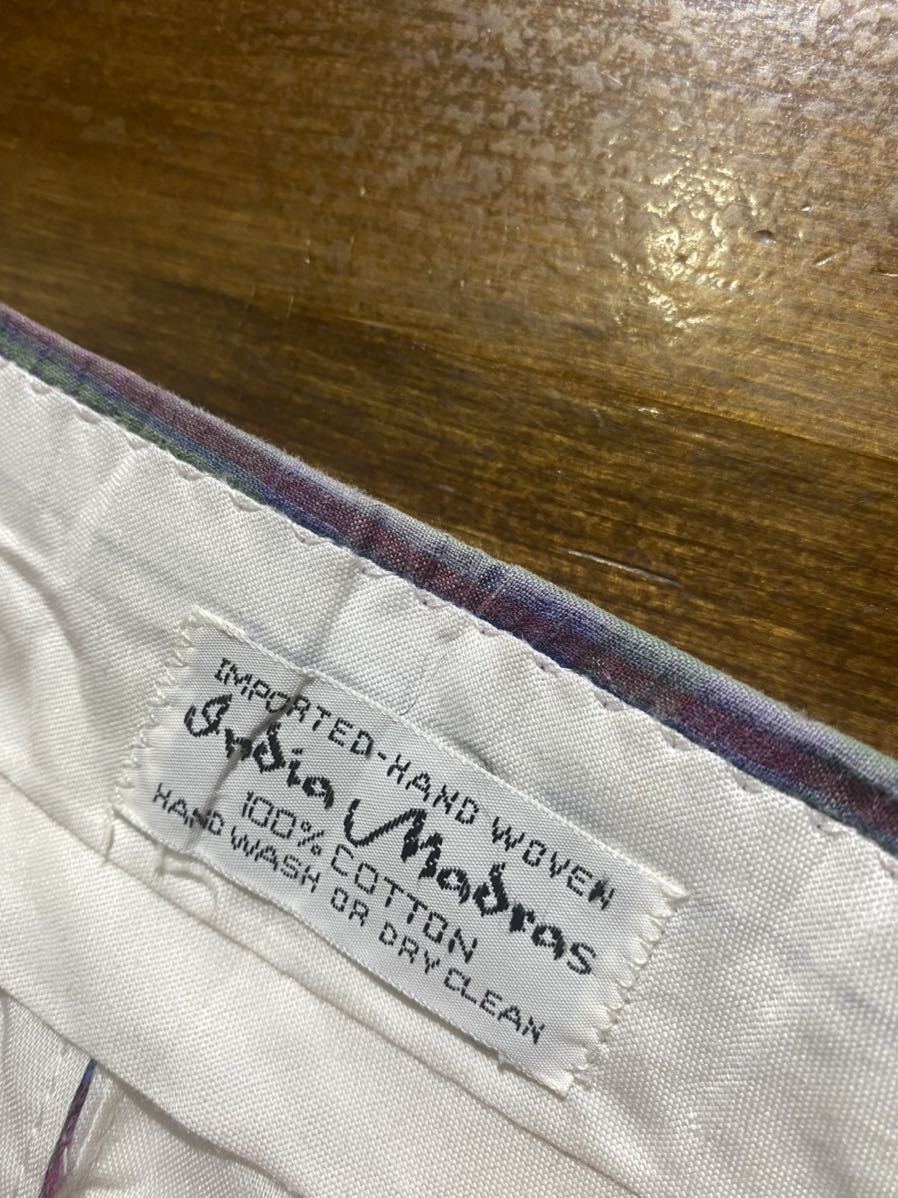 IMPORTED-HAND WOVEN
India Madras
100% COTTON
HAND WASH OR DRY CLEAN